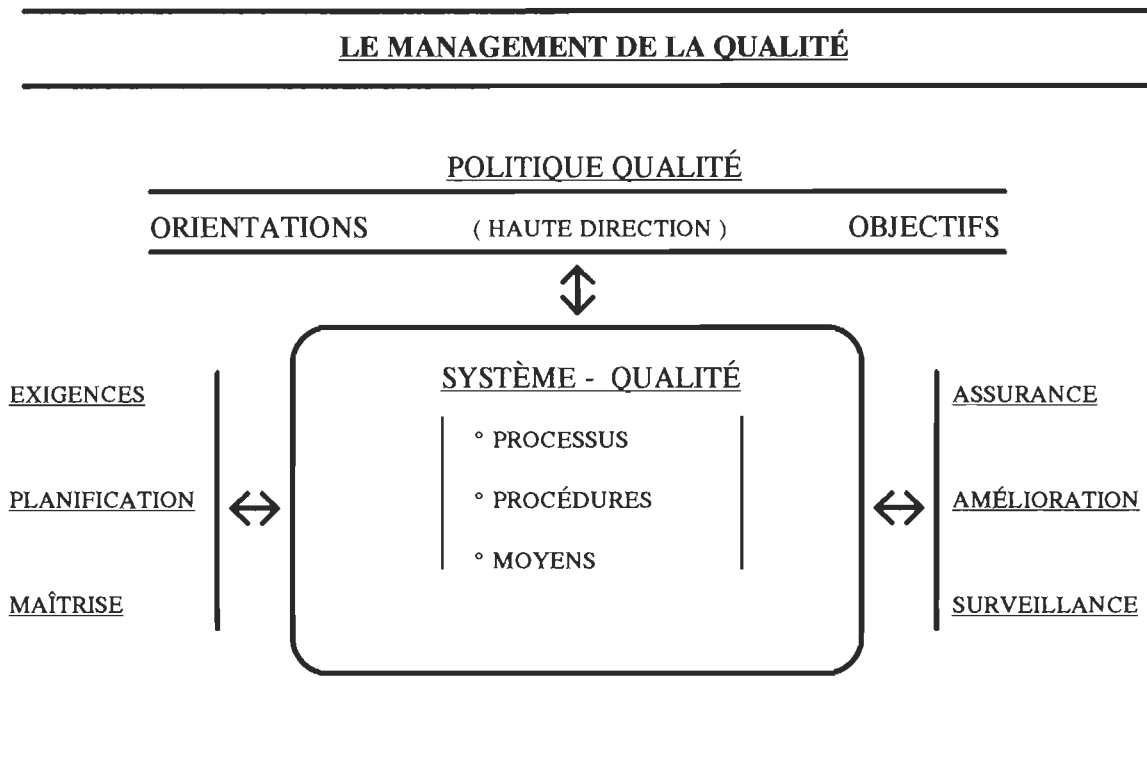 LE MANAGEMENT DE LA QUALITÉ
POLITIQUE QUALITÉ
ORIENTATIONS ( HAUTE DIRECTION ) OBJECTIFS
SYSTÈME - QUALITÉ
EXIGENCES
ASSURANCE
° PROCESSUS
PLANIFICATION
° PROCÉDURES
AMÉLIORATION
° MOYENS
MAÎTRISE
SURVEILLANCE